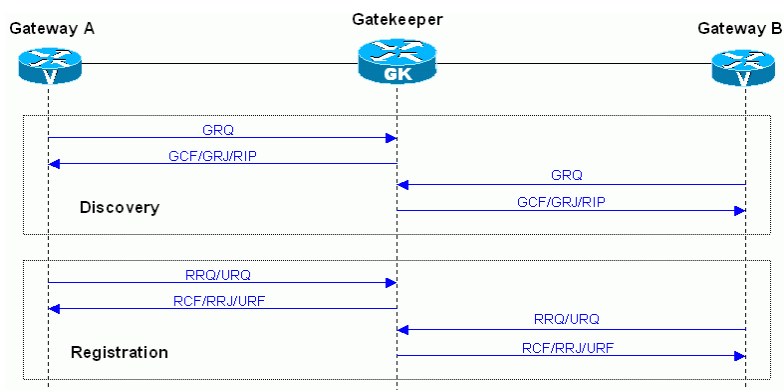 Gatekeeper
Gateway A
Gateway B
V
GK
V
GRQ
GCF/GRJ/RIP
GRQ
GCF/GRJ/RIP
Discovery
RRQ/URQ
RCF/RRJ/URF
RRQ/URQ
RCF/RRJ/URF
Registration